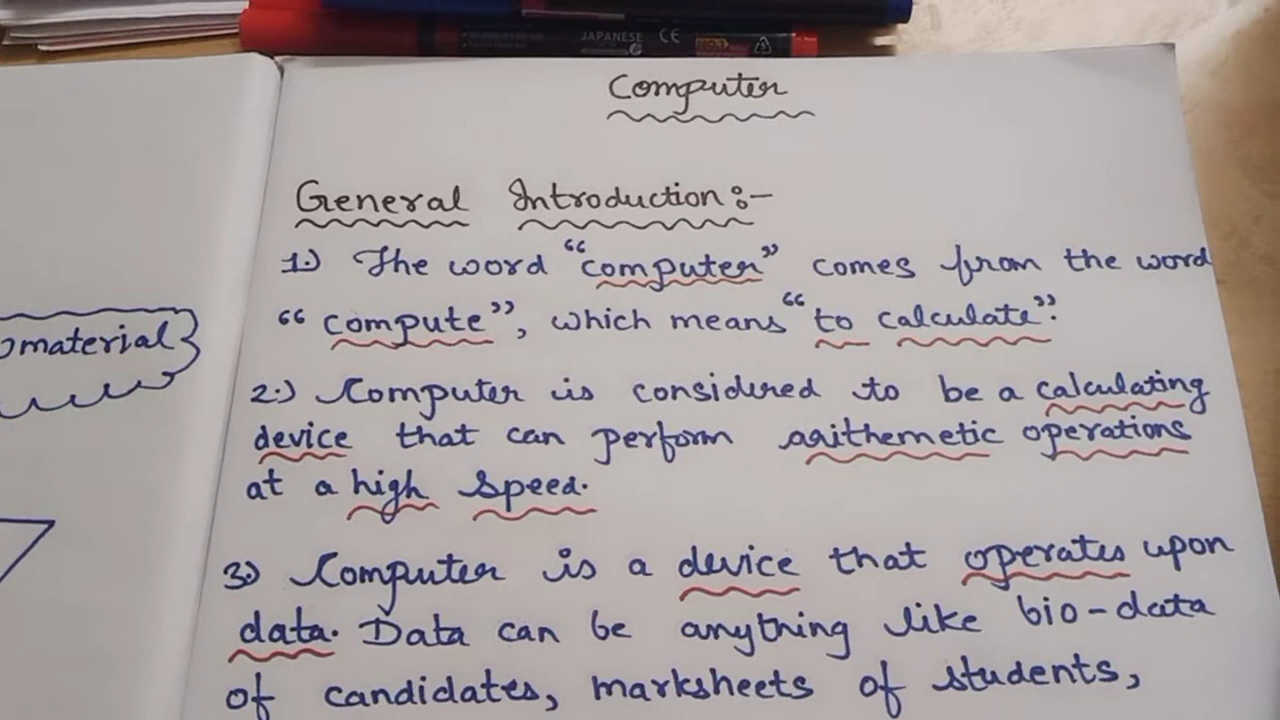 JAPANESE CE
Computer
General Introduction:-
1.) The word "computer" comes from the word
"compute", which means "to calculate".
material
2.) Computer is considered to be a calculating
device that can perform arithemetic operations
at a high speed.
3.) Computer is a device that operates upon
data. Data can be anything like bio-data
of candidates, marksheets of students,